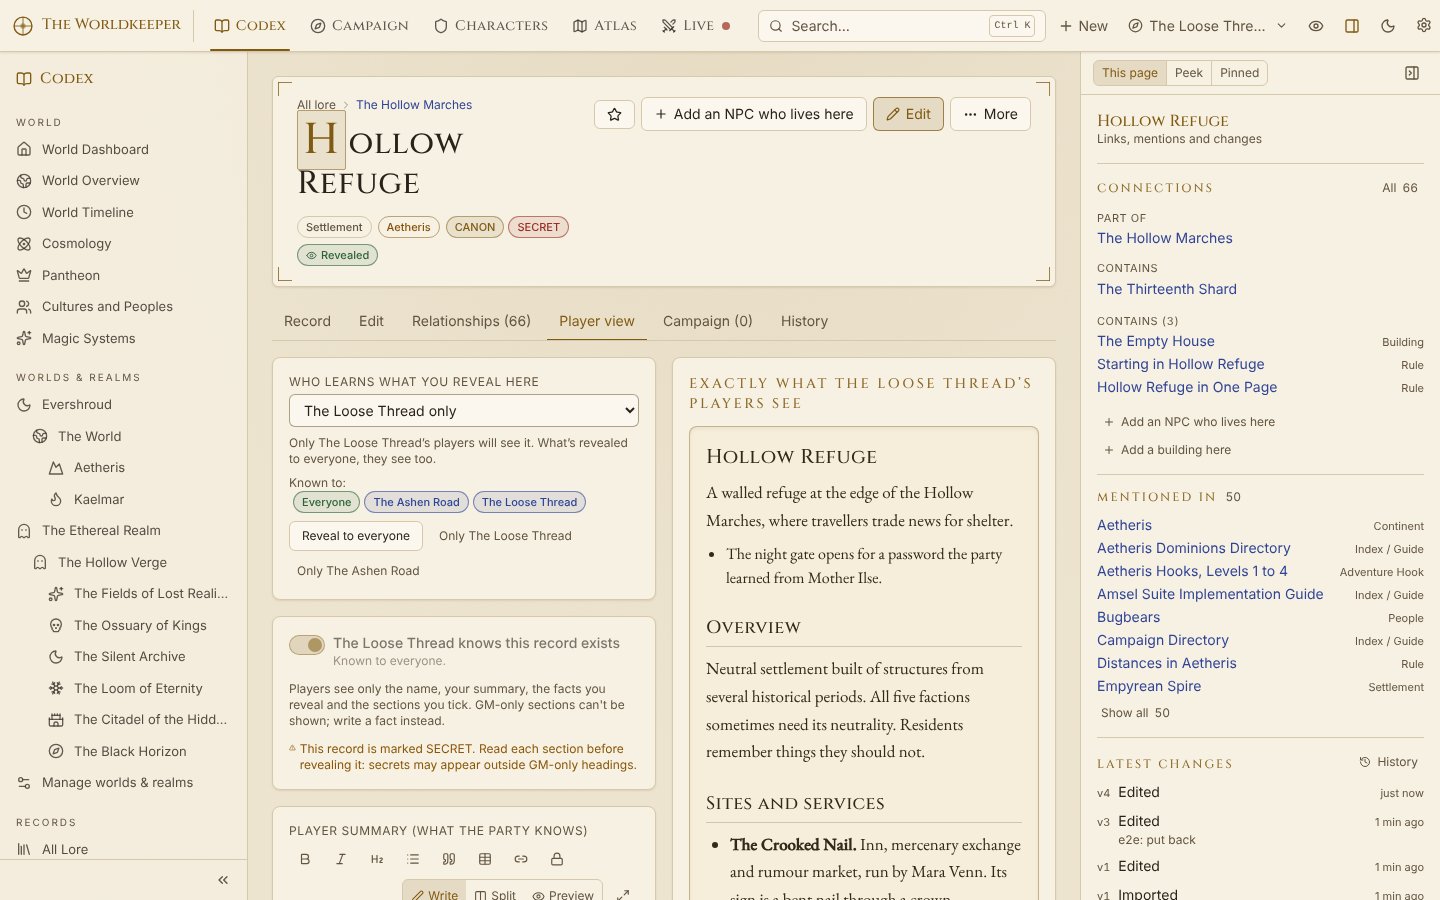 The Worldkeeper
Codex
Campaign
Characters
Atlas
Live
Search...
Ctrl K
New
The Loose Thre...
Codex
WORLD
World Dashboard
World Overview
World Timeline
Cosmology
Pantheon
Cultures and Peoples
Magic Systems
WORLDS & REALMS
Evershroud
The World
Aetheris
Kaelmar
The Ethereal Realm
The Hollow Verge
The Fields of Lost Reali...
The Ossuary of Kings
The Silent Archive
The Loom of Eternity
The Citadel of the Hidd...
The Black Horizon
Manage worlds & realms
RECORDS
All Lore
All lore > The Hollow Marches
Hollow
Refuge
Add an NPC who lives here
Edit
More
Settlement
Aetheris
CANON
SECRET
Revealed
Record
Edit
Relationships (66)
Player view
Campaign (0)
History
WHO LEARNS WHAT YOU REVEAL HERE
The Loose Thread only
Only The Loose Thread's players will see it. What's revealed
to everyone, they see too.
Known to:
Everyone
The Ashen Road
The Loose Thread
Reveal to everyone
Only The Loose Thread
Only The Ashen Road
The Loose Thread knows this record exists
Known to everyone.
Players see only the name, your summary, the facts you
reveal and the sections you tick. GM-only sections can't be
shown; write a fact instead.
This record is marked SECRET. Read each section before
revealing it: secrets may appear outside GM-only headings.
PLAYER SUMMARY (WHAT THE PARTY KNOWS)
B
I
H2
Write
Split
Preview
EXACTLY WHAT THE LOOSE THREAD'S
PLAYERS SEE
Hollow Refuge
A walled refuge at the edge of the Hollow
Marches, where travellers trade news for shelter.
• The night gate opens for a password the party
learned from Mother Ilse.
Overview
Neutral settlement built of structures from
several historical periods. All five factions
sometimes need its neutrality. Residents
remember things they should not.
Sites and services
• The Crooked Nail. Inn, mercenary exchange
and rumour market, run by Mara Venn. Its
sign is a bent nail through a crown.
This page
Peek
Pinned
Hollow Refuge
Links, mentions and changes
CONNECTIONS
All 66
PART OF
The Hollow Marches
CONTAINS
The Thirteenth Shard
CONTAINS (3)
The Empty House
Building
Starting in Hollow Refuge
Rule
Hollow Refuge in One Page
Rule
Add an NPC who lives here
Add a building here
MENTIONED IN 50
Aetheris
Continent
Aetheris Dominions Directory
Index / Guide
Aetheris Hooks, Levels 1 to 4
Adventure Hook
Amsel Suite Implementation Guide
Index / Guide
Bugbears
People
Campaign Directory
Index / Guide
Distances in Aetheris
Rule
Empyrean Spire
Settlement
Show all 50
LATEST CHANGES
History
v4 Edited
just now
v3 Edited
1 min ago
e2e: put back
v1 Edited
1 min ago
v1 Imported
1 min ago